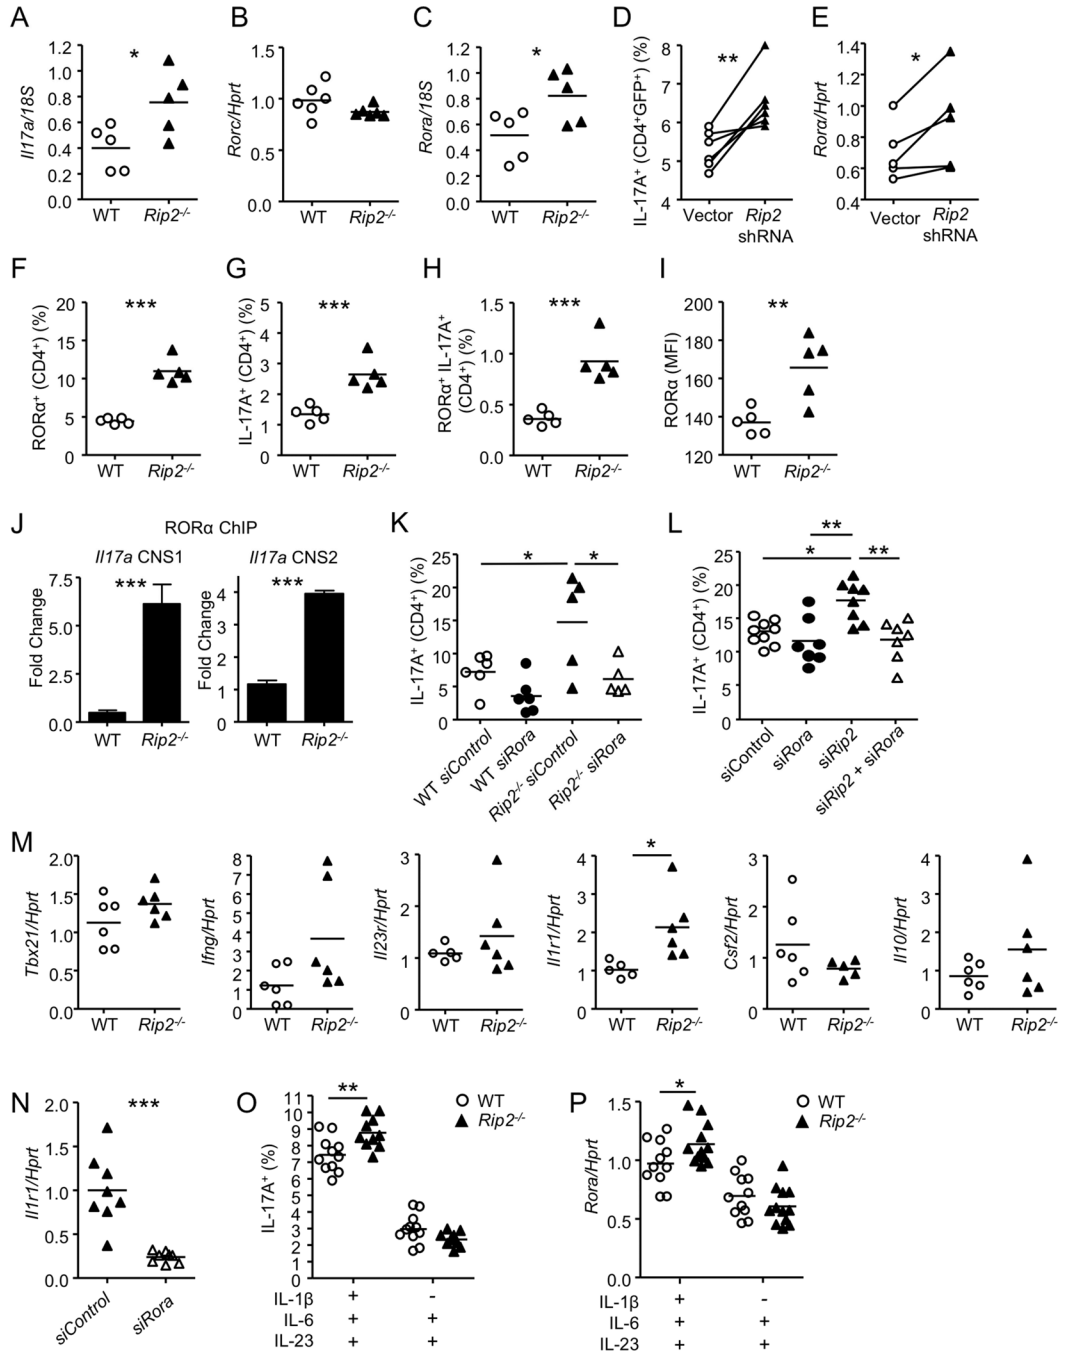 A
Il17a/18S
1.2
1.0
0.8
0.6
0.4
0.2
0.0
*
WT
Rip2-/-
B
Rorc/Hprt
1.5
1.0
0.5
0.0
WT
Rip2-/-
C
Rora/18S
1.2
1.0
0.8
0.6
0.4
0.2
0.0
*
WT
Rip2-/-
D
IL-17A+ (CD4+GFP+) (%)
8
7
6
5
4
**
Vector
Rip2
shRNA
E
Rorα/Hprt
1.4
1.2
1.0
0.8
0.6
0.4
*
Vector
Rip2
shRNA
F
RORα+ (CD4+) (%)
20
15
10
5
0
***
WT
Rip2-/-
G
IL-17A+ (CD4+) (%)
5
4
3
2
1
0
***
WT
Rip2-/-
H
RORα+ IL-17A+
(CD4+) (%)
1.5
1.0
0.5
0.0
***
WT
Rip2-/-
I
RORα (MFI)
200
180
160
140
120
**
WT
Rip2-/-
J
RORα ChIP
Il17a CNS1
Fold Change
7.5
5.0
2.5
0.0
***
WT
Rip2-/-
Il17a CNS2
Fold Change
4
3
2
1
0
***
WT
Rip2-/-
K
IL-17A+ (CD4+) (%)
25
20
15
10
5
0
*
*
WT siControl
WT siRora
Rip2-/- siControl
Rip2-/- siRora
L
IL-17A+ (CD4+) (%)
25
20
15
10
5
0
**
*
**
siControl
siRora
siRip2
siRip2 + siRora
M
Tbx21/Hprt
2.0
1.5
1.0
0.5
0
WT
Rip2-/-
Ifng/Hprt
8
7
6
5
4
3
2
1
0
WT
Rip2-/-
Il23r/Hprt
3
2
1
0
WT
Rip2-/-
Il1r1/Hprt
4
3
2
1
0
*
WT
Rip2-/-
Csf2/Hprt
3
2
1
0
WT
Rip2-/-
Il10/Hprt
4
3
2
1
0
WT
Rip2-/-
N
Il1r1/Hprt
2.0
1.5
1.0
0.5
0.0
***
siControl
siRora
O
IL-17A+ (%)
11
10
9
8
7
6
5
4
3
2
1
0
**
WT
Rip2-/-
IL-1β + -
IL-6 + +
IL-23 + +
P
Rora/Hprt
1.5
1.0
0.5
0.0
*
WT
Rip2-/-
IL-1β + -
IL-6 + +
IL-23 + +